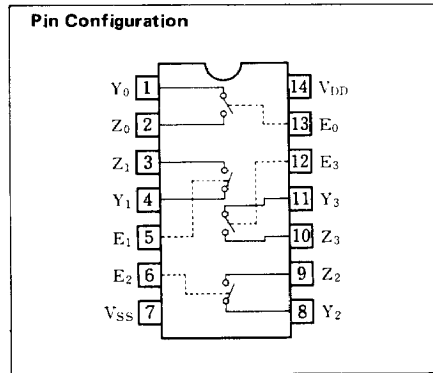 Pin Configuration
Y0 1 14 VDD
Z0 2 13 E0
Z1 3 12 E3
Y1 4 11 Y3
E1 5 10 Z3
E2 6 9 Z2
VSS 7 8 Y2